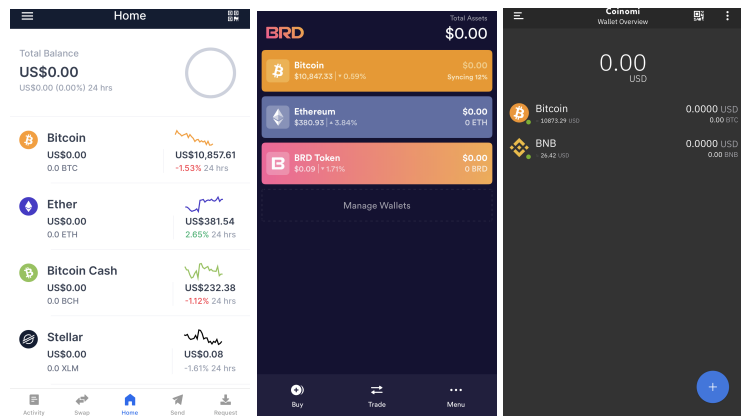 Home
Total Balance
US$0.00
US$0.00 (0.00%) 24 hrs
Bitcoin
US$0.00
US$10,857.61
0.0 BTC
-1.53% 24 hrs
Ether
US$0.00
US$381.54
0.0 ETH
2.65% 24 hrs
Bitcoin Cash
US$0.00
US$232.38
0.0 BCH
-1.12% 24 hrs
Stellar
US$0.00
US$0.08
0.0 XLM
-1.61% 24 hrs
Activity
Swap
Home
Send
Request
BRD
Total Assets
$0.00
Bitcoin
$0.00
$10,847.33 | ▾ 0.59%
Syncing 12%
Ethereum
$0.00
$380.93 | ▴ 3.84%
0 ETH
BRD Token
$0.00
$0.09 | ▾ 1.71%
0 BRD
Manage Wallets
Buy
Trade
Menu
Coinomi
Wallet Overview
0.00
USD
Bitcoin
0.0000 USD
10873.29 USD
0.00 BTC
BNB
0.0000 USD
26.42 USD
0.00 BNB